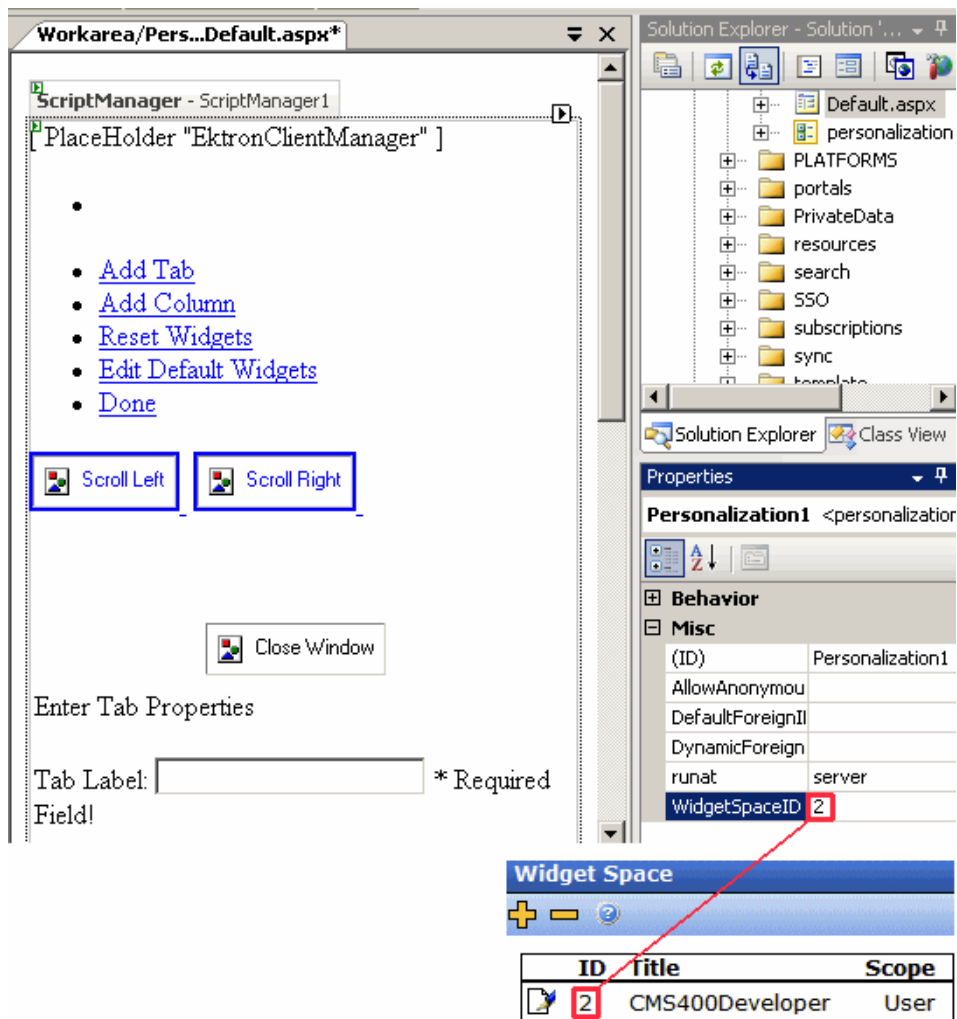 Workarea/Pers...Default.aspx*
ScriptManager - ScriptManager1
[ PlaceHolder "EktronClientManager" ]
Add Tab
Add Column
Reset Widgets
Edit Default Widgets
Done
Scroll Left Scroll Right
Close Window
Enter Tab Properties
Tab Label: * Required
Field!
Solution Explorer - Solution '...
Default.aspx
personalization
PLATFORMS
portals
PrivateData
resources
search
SSO
subscriptions
sync
Solution Explorer Class View
Properties
Personalization1 <personalization
Behavior
Misc
(ID) Personalization1
AllowAnonymou
DefaultForeignI
DynamicForeign
runat server
WidgetSpaceID 2
Widget Space
ID Title Scope
2 CMS400Developer User